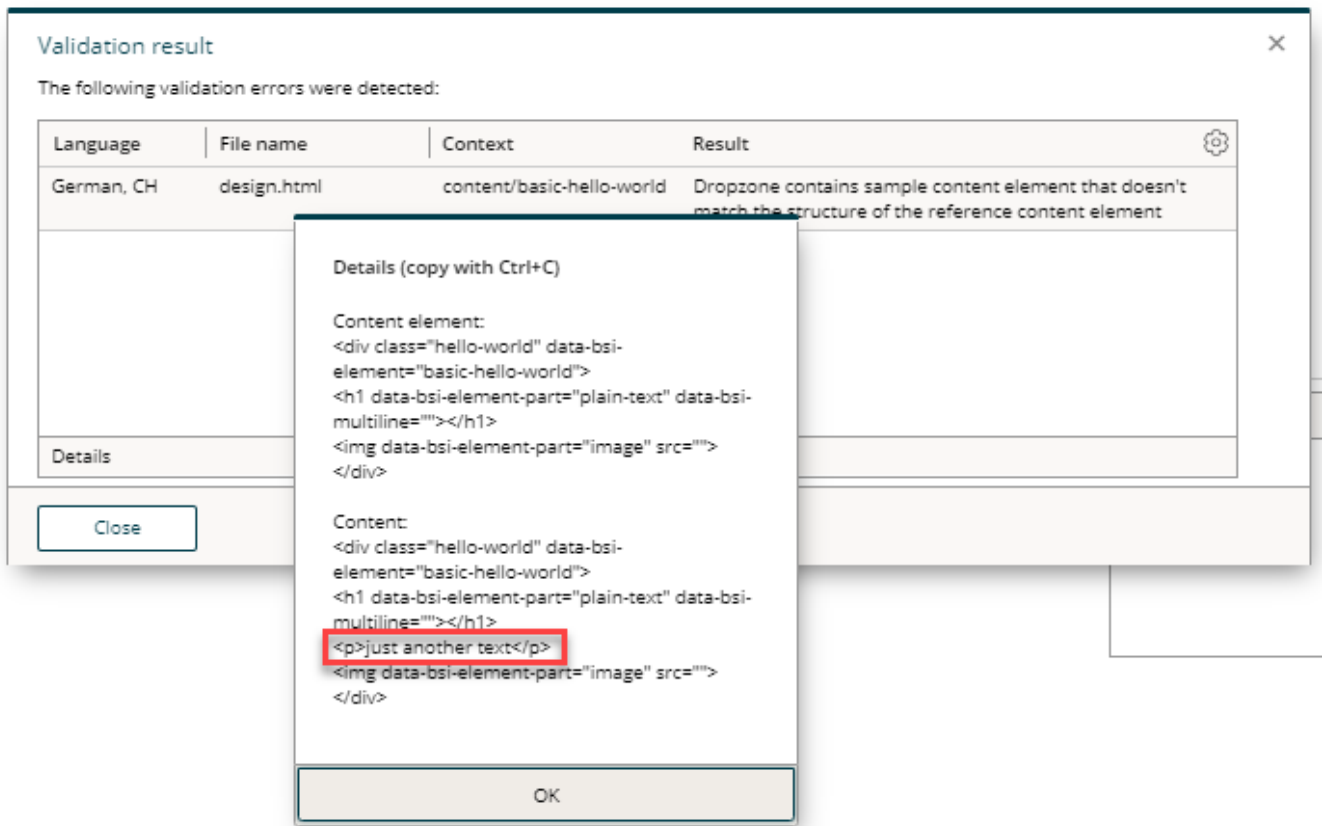 Validation result
The following validation errors were detected:
Language File name Context Result
German, CH design.html content/basic-hello-world Dropzone contains sample content element that doesn't
match the structure of the reference content element
Details (copy with Ctrl+C)
Content element:
<div class="hello-world" data-bsi-
element="basic-hello-world">
<h1 data-bsi-element-part="plain-text" data-bsi-
multiline=""></h1>
<img data-bsi-element-part="image" src="">
</div>
Content:
<div class="hello-world" data-bsi-
element="basic-hello-world">
<h1 data-bsi-element-part="plain-text" data-bsi-
multiline=""></h1>
<p>just another text</p>
<img data-bsi-element-part="image" src="">
</div>
OK
Details
Close